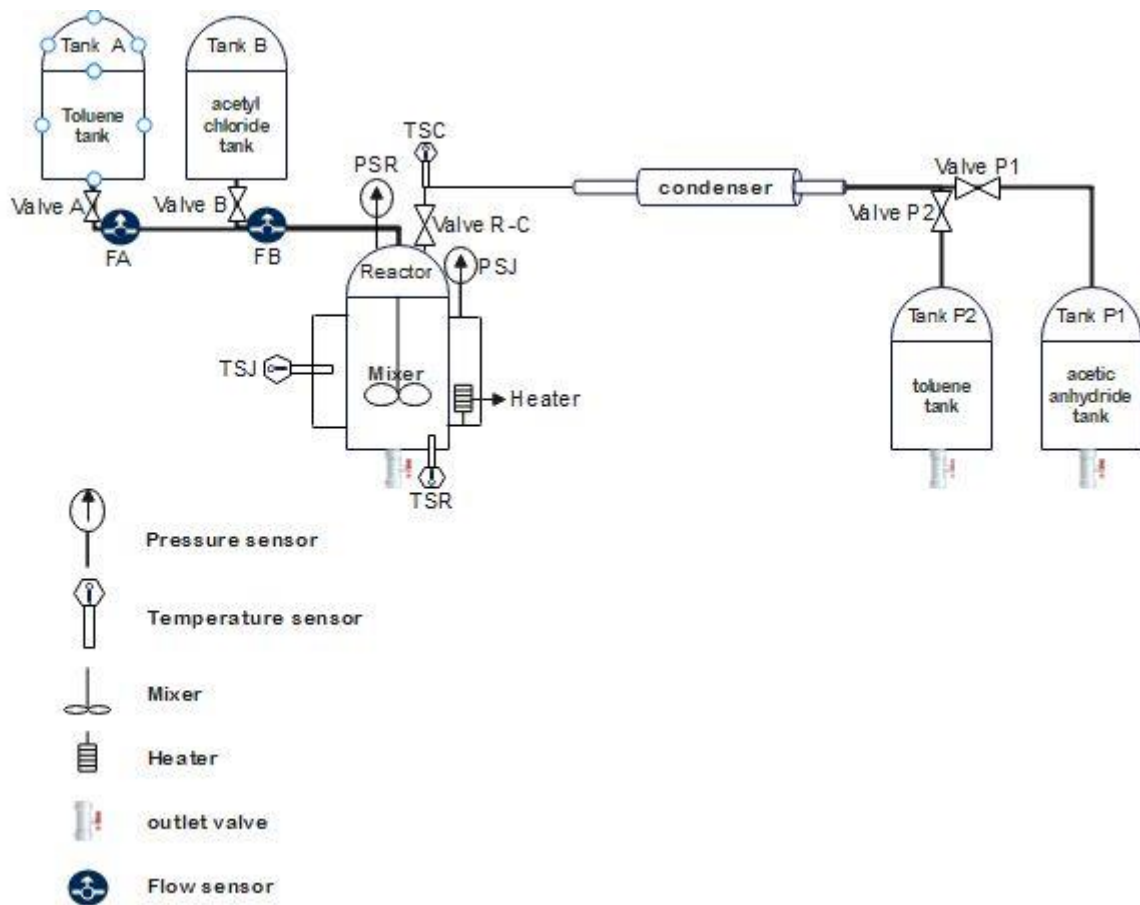 Tank A
Tank B
Toluene
tank
acetyl
chloride
tank
TSC
PSR
Valve P1
condenser
Valve A
Valve B
Valve P2
Valve R-C
FA
FB
Reactor
PSJ
Tank P2
Tank P1
TSJ
Mixer
Heater
toluene
tank
acetic
anhydride
tank
TSR
Pressure sensor
Temperature sensor
Mixer
Heater
outlet valve
Flow sensor